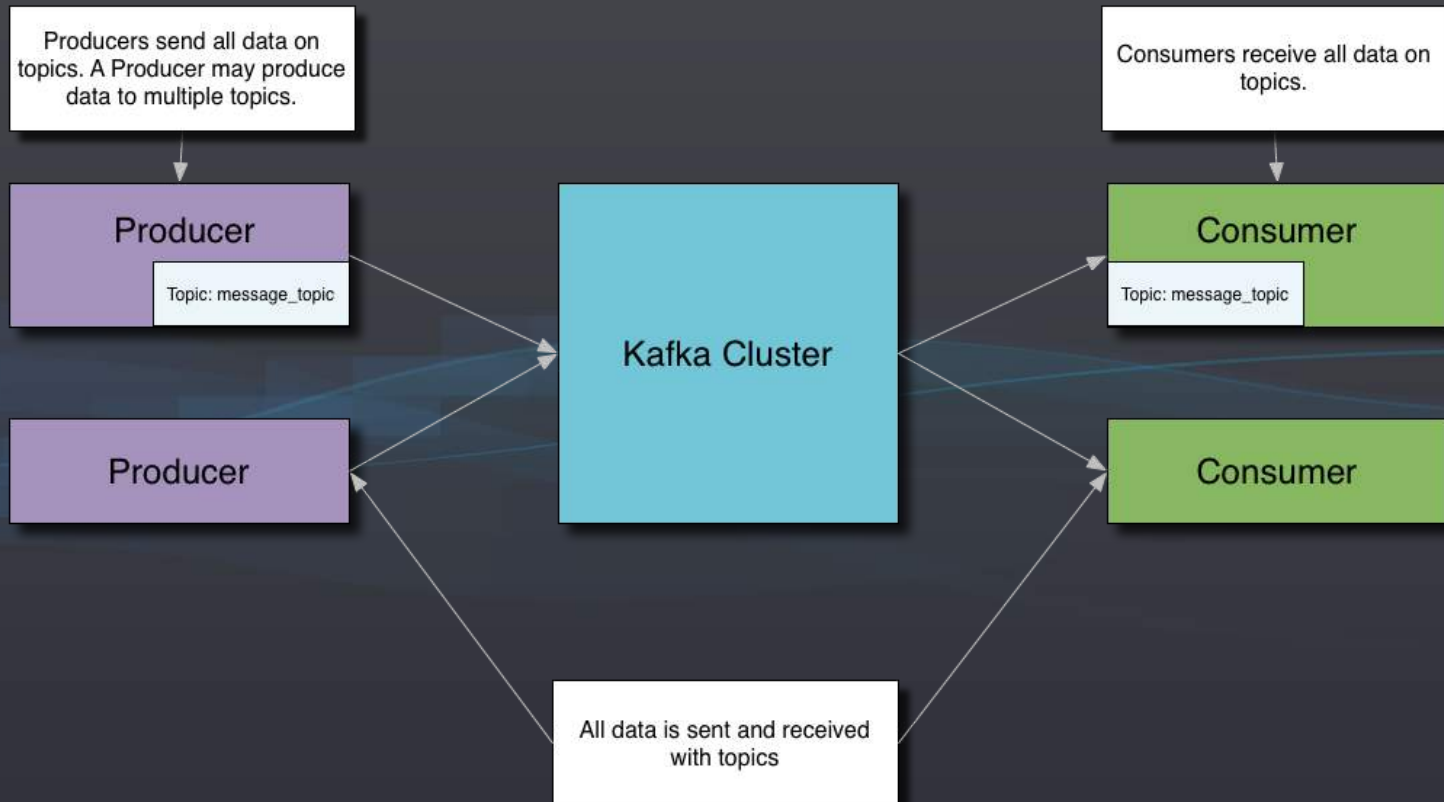 Producers send all data on
topics. A Producer may produce
data to multiple topics.
Consumers receive all data on
topics.
Producer
Topic: message_topic
Kafka Cluster
Consumer
Topic: message_topic
Producer
Consumer
All data is sent and received
with topics